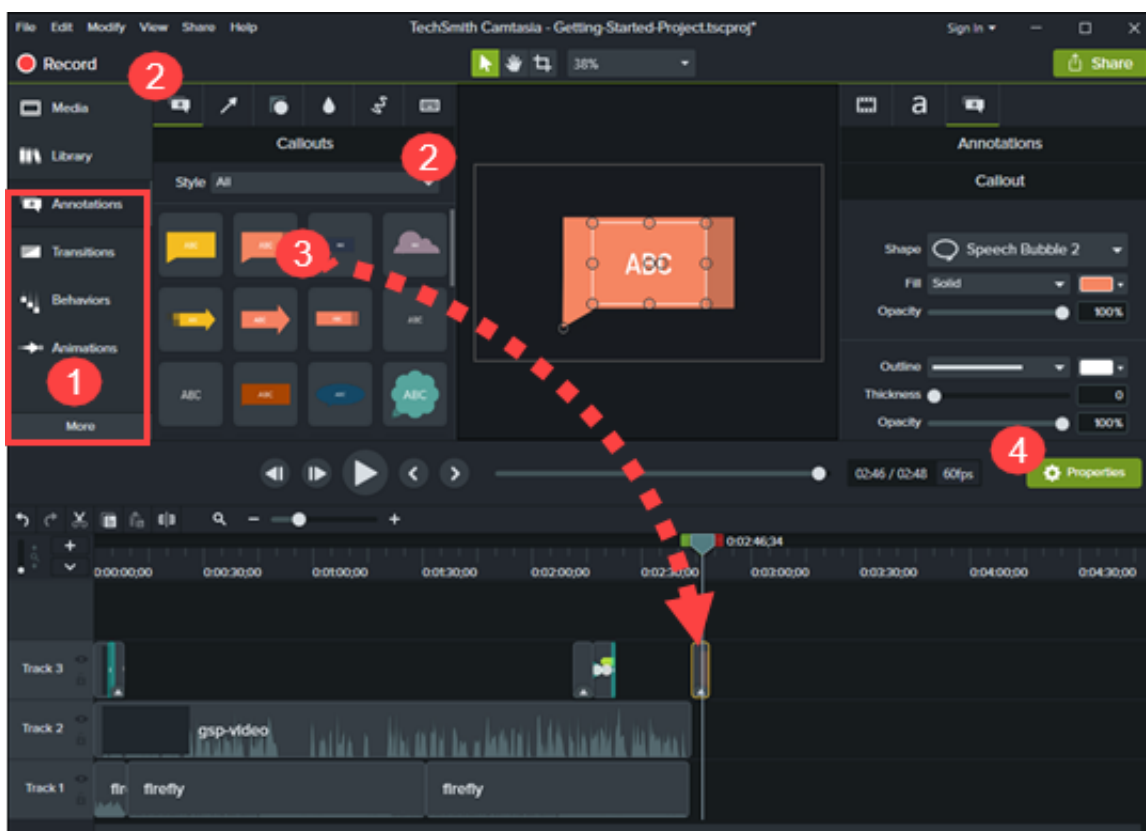 File Edit Modify View Share Help TechSmith Camtasia - Getting-Started-Project.tscproj* Sign In
Record 38% Share
2
Media
Library
Annotations
Transitions
Behaviors
Animations
1
More
Callouts
2
Style All
ABC
3
ABC
ABC ABC
ABC
a
Annotations
Callout
Shape Speech Bubble 2
Fill Solid
Opacity 100%
Outline
Thickness 0
Opacity 100%
4
02:46 / 02:48 60fps Properties
0:02:46;34
0:00:00;00 0:00:30;00 0:01:00;00 0:01:30;00 0:02:00;00 0:02:30;00 0:03:00;00 0:03:30;00 0:04:00;00 0:04:30;00
Track 3
Track 2 gsp-video
Track 1 fir firefly firefly